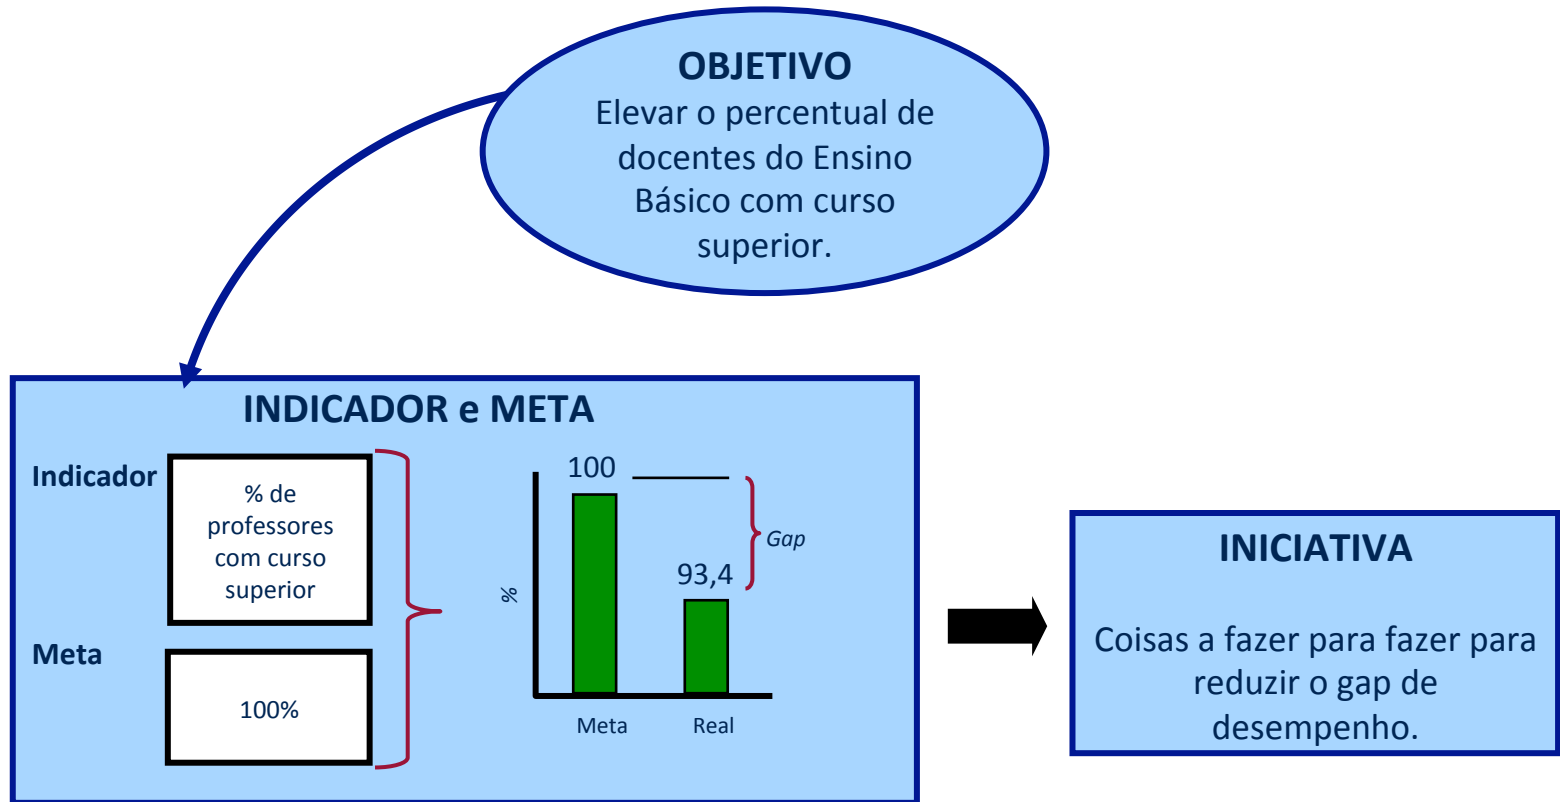 OBJETIVO
Elevar o percentual de
docentes do Ensino
Básico com curso
superior.
INDICADOR e META
Indicador
% de
professores
com curso
superior
Meta
100%
100
93,4
Gap
%
Meta
Real
INICIATIVA
Coisas a fazer para fazer para
reduzir o gap de
desempenho.